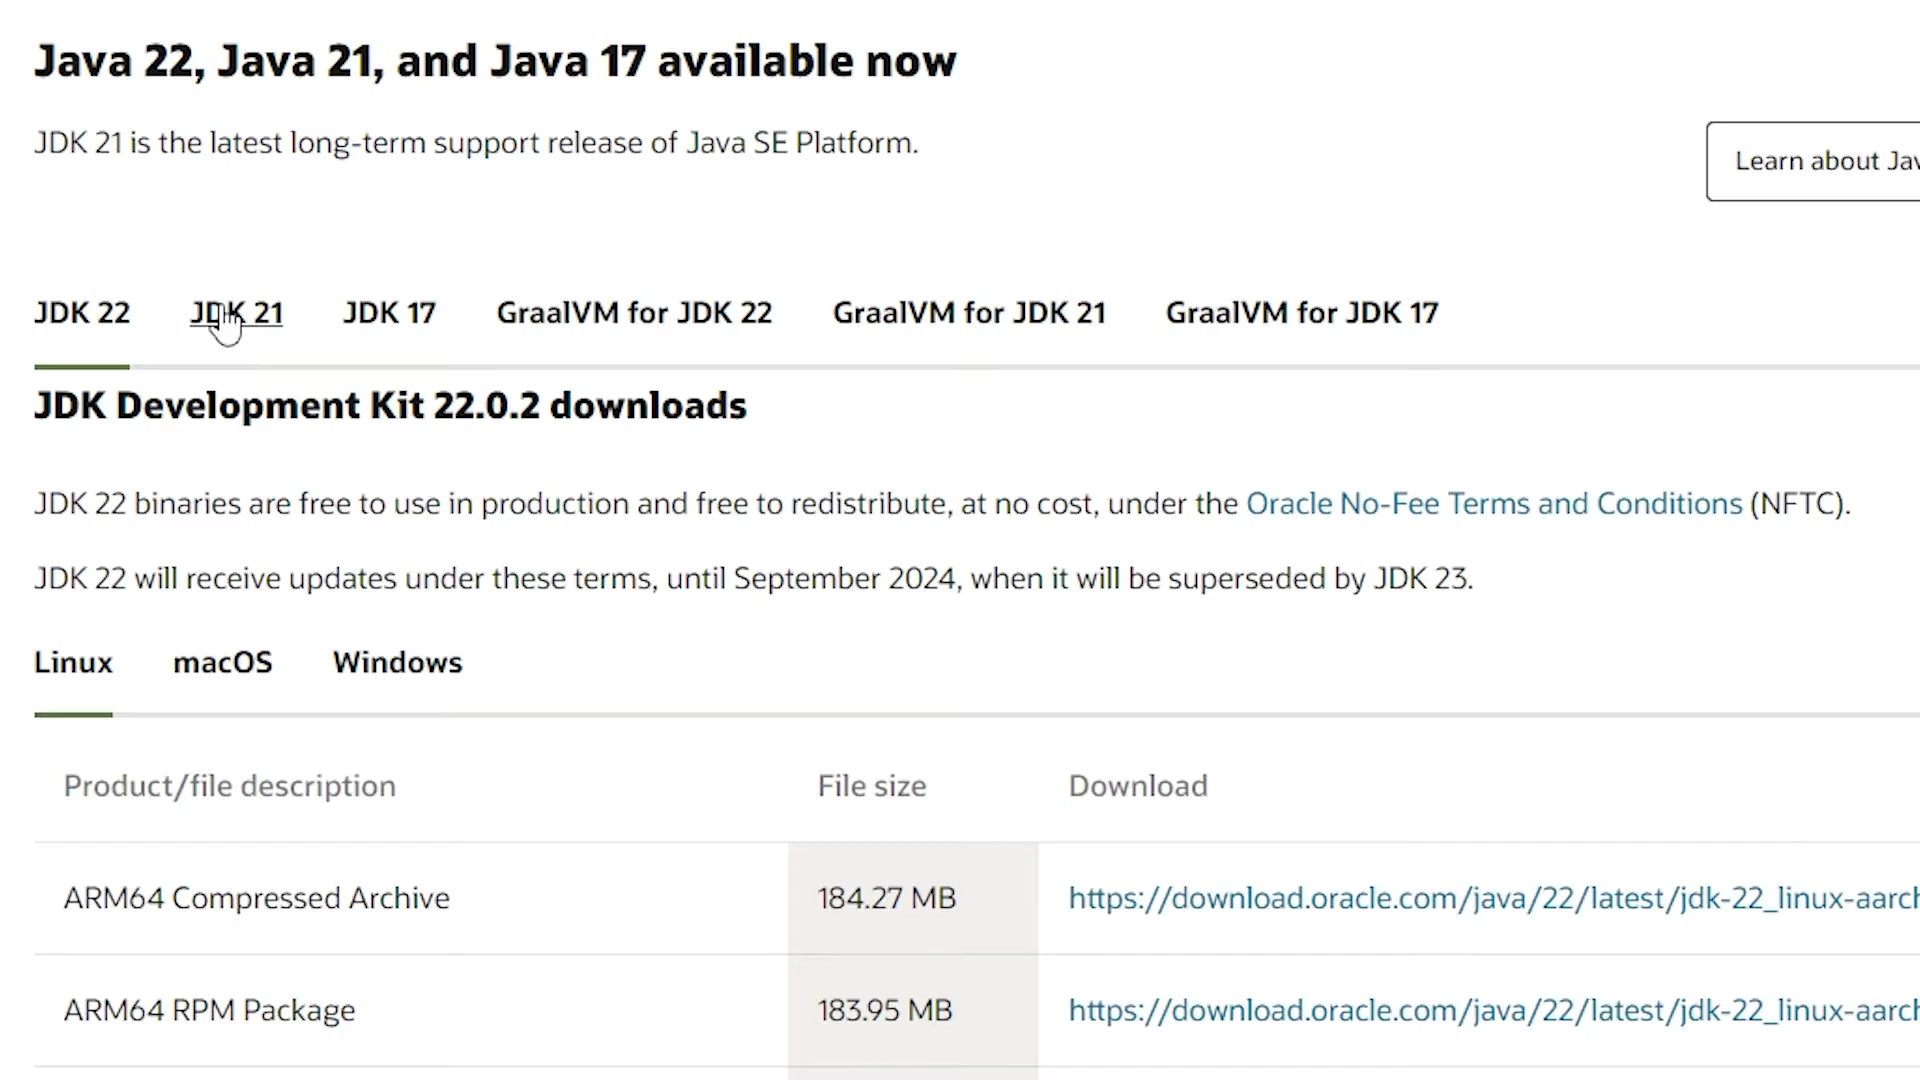 Java 22, Java 21, and Java 17 available now
JDK 21 is the latest long-term support release of Java SE Platform.
Learn about Jav
JDK 22 JDK 21 JDK 17 GraalVM for JDK 22 GraalVM for JDK 21 GraalVM for JDK 17
JDK Development Kit 22.0.2 downloads
JDK 22 binaries are free to use in production and free to redistribute, at no cost, under the Oracle No-Fee Terms and Conditions (NFTC).
JDK 22 will receive updates under these terms, until September 2024, when it will be superseded by JDK 23.
Linux macOS Windows
Product/file description File size Download
ARM64 Compressed Archive 184.27 MB https://download.oracle.com/java/22/latest/jdk-22_linux-aarch
ARM64 RPM Package 183.95 MB https://download.oracle.com/java/22/latest/jdk-22_linux-aarch